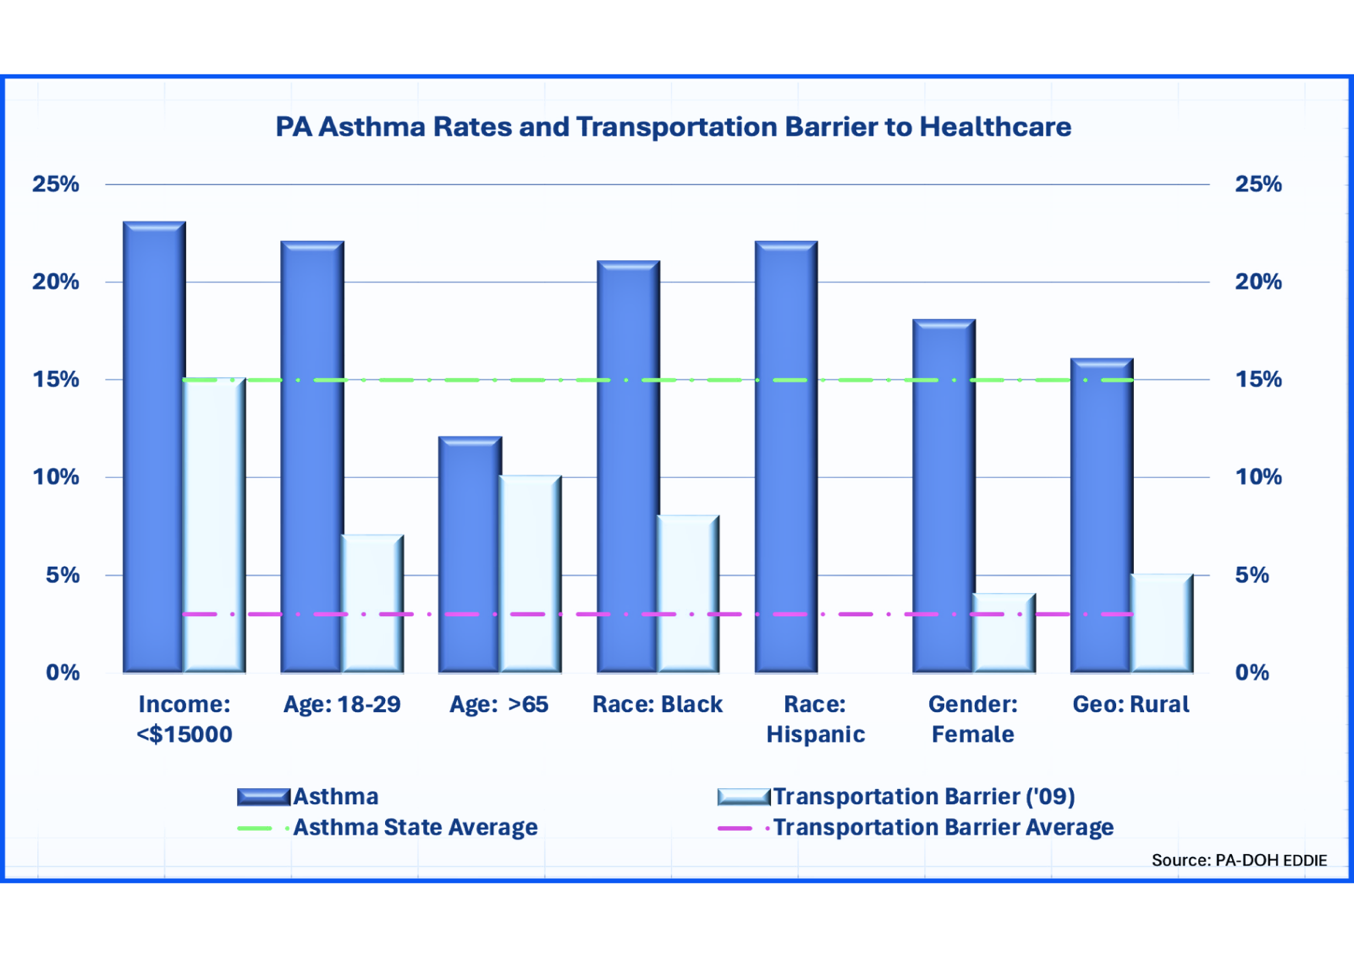 PA Asthma Rates and Transportation Barrier to Healthcare
25% 25%
20% 20%
15% 15%
10% 10%
5% 5%
0% 0%
Income: Age: 18-29 Age: >65 Race: Black Race: Gender: Geo: Rural
<$15000 Hispanic Female
Asthma Transportation Barrier ('09)
Asthma State Average Transportation Barrier Average
Source: PA-DOH EDDIE